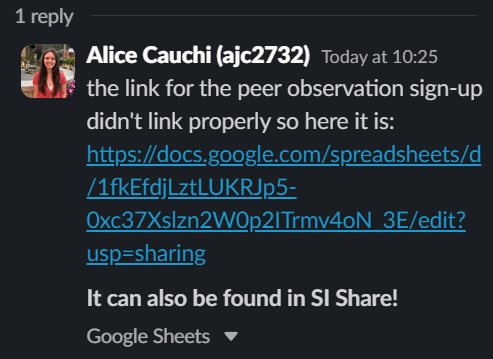 1 reply
Alice Cauchi (ajc2732) Today at 10:25
the link for the peer observation sign-up
didn't link properly so here it is:
https://docs.google.com/spreadsheets/d
/1fkEfdjLztLUKRJp5-
0xc37Xslzn2W0p2ITrmv4oN_3E/edit?
usp=sharing
It can also be found in SI Share!
Google Sheets